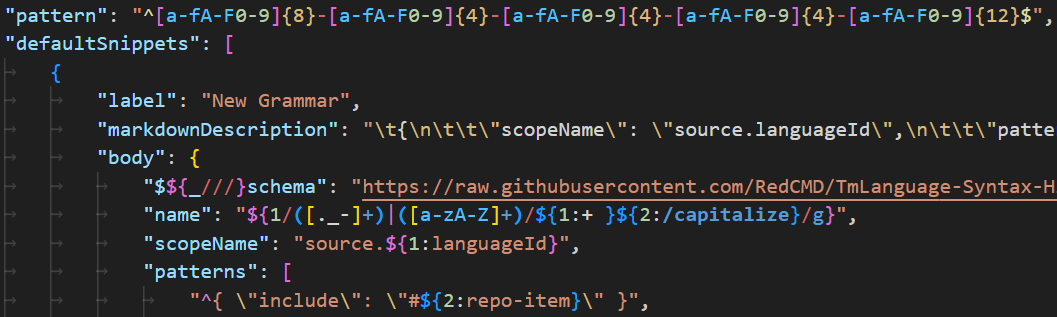 "pattern": "^[a-fA-F0-9]{8}-[a-fA-F0-9]{4}-[a-fA-F0-9]{4}-[a-fA-F0-9]{4}-[a-fA-F0-9]{12}$",
"defaultSnippets": [
{
"label": "New Grammar",
"markdownDescription": "\t{\n\t\t\"scopeName\": \"source.languageId\",\n\t\t\"patte
"body": {
"$${_///}schema": "https://raw.githubusercontent.com/RedCMD/TmLanguage-Syntax-H
"name": "${1/([._-]+)|([a-zA-Z]+)/${1:+ }${2:/capitalize}/g}",
"scopeName": "source.${1:languageId}",
"patterns": [
"^{ \"include\": \"#${2:repo-item}\" }",